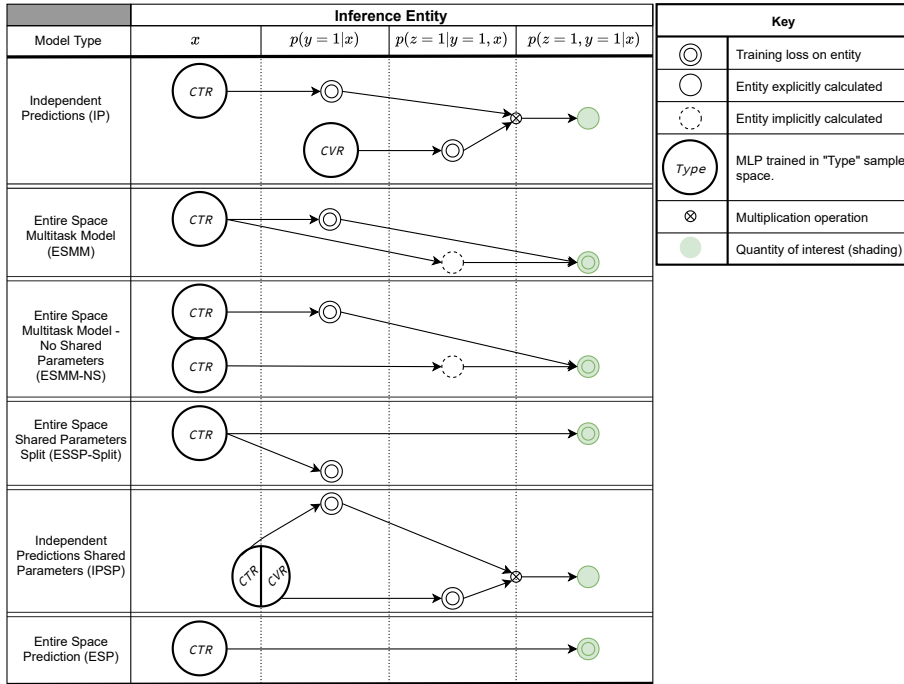 Inference Entity
Model Type
x
p(y = 1|x)
p(z = 1|y = 1, x)
p(z = 1, y = 1|x)
Independent
Predictions (IP)
CTR
CVR
Entire Space
Multitask Model
(ESMM)
CTR
Entire Space
Multitask Model -
No Shared
Parameters
(ESMM-NS)
CTR
CTR
Entire Space
Shared Parameters
Split (ESSP-Split)
CTR
Independent
Predictions Shared
Parameters (IPSP)
CTR
CVR
Entire Space
Prediction (ESP)
CTR
Key
Training loss on entity
Entity explicitly calculated
Entity implicitly calculated
Type
MLP trained in "Type" sample
space.
Multiplication operation
Quantity of interest (shading)